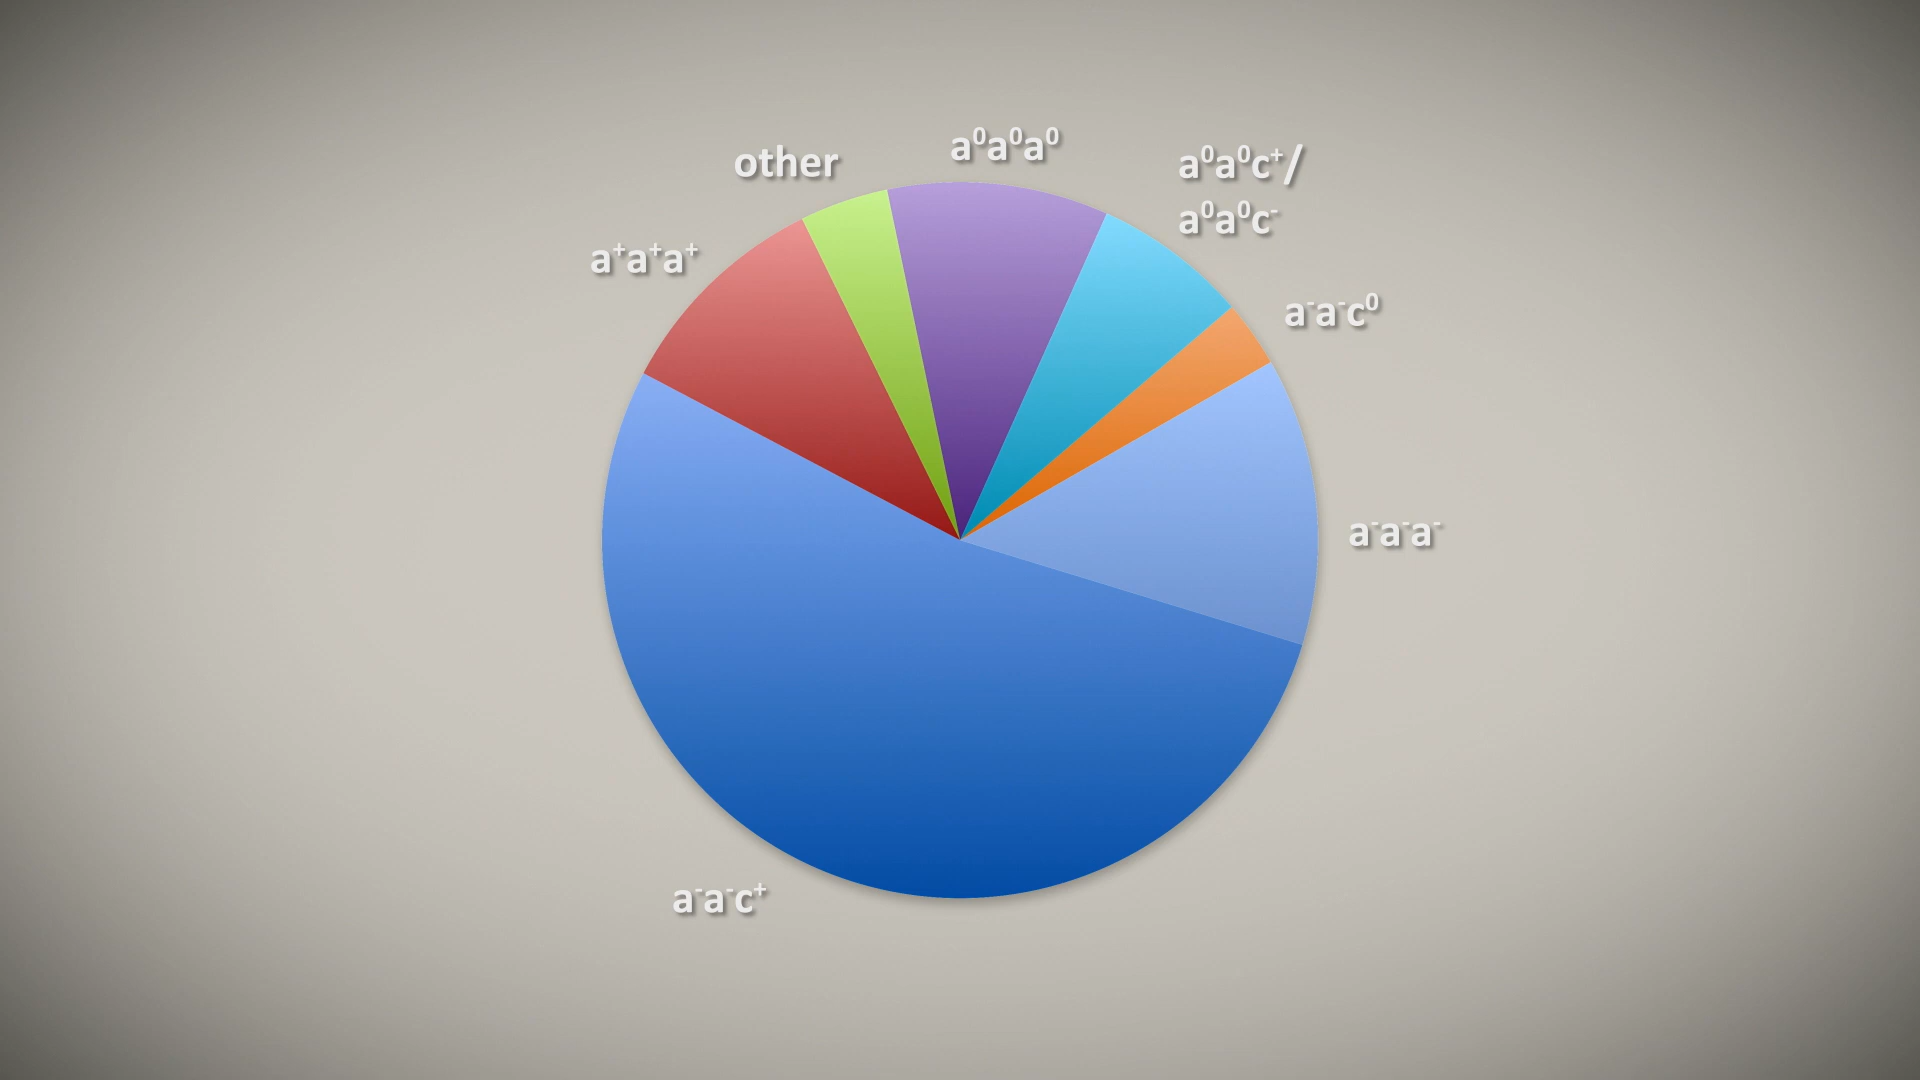 other
a⁰a⁰a⁰
a⁰a⁰c⁺/
a⁰a⁰c⁻
a⁺a⁺a⁺
a⁻a⁻c⁰
a⁻a⁻a⁻
a⁻a⁻c⁺